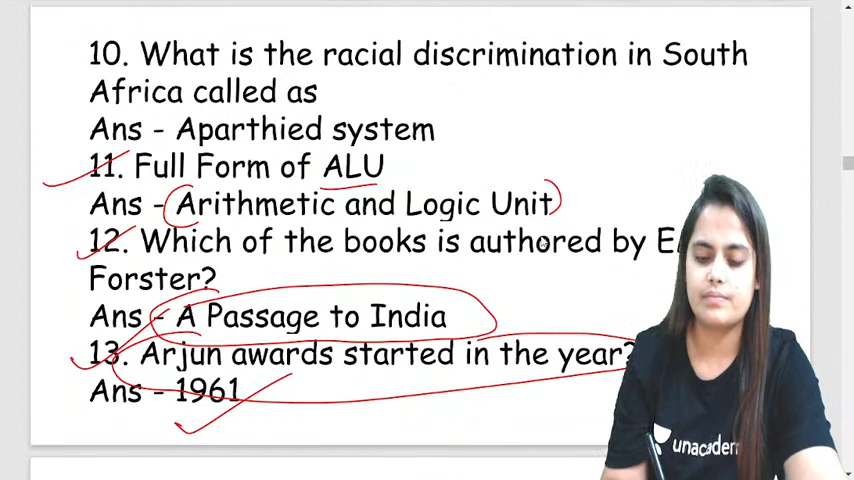 10. What is the racial discrimination in South
Africa called as
Ans - Aparthied system
11. Full Form of ALU
Ans - Arithmetic and Logic Unit
12. Which of the books is authored by E.
Forster?
Ans - A Passage to India
13. Arjun awards started in the year?
Ans - 1961
unacadem